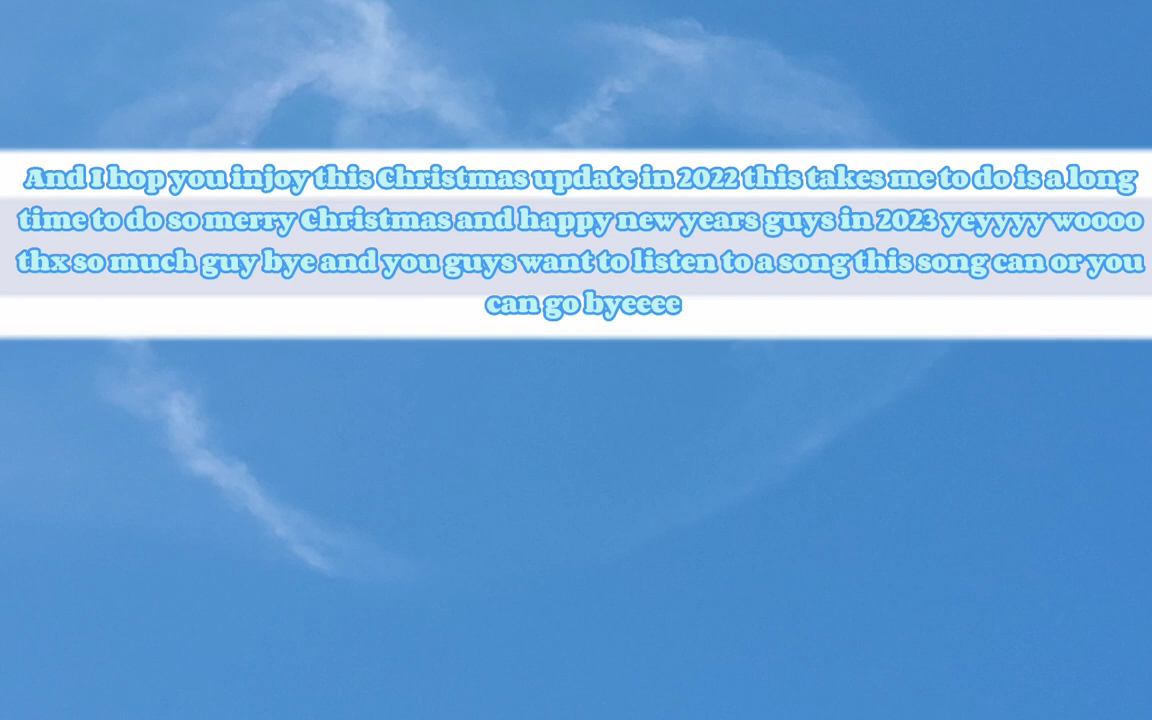 And I hop you injoy this Christmas update in 2022 this takes me to do is a long
time to do so merry Christmas and happy new years guys in 2023 yeyyyy woooo
thx so much guy bye and you guys want to listen to a song this song can or you
can go byeeee